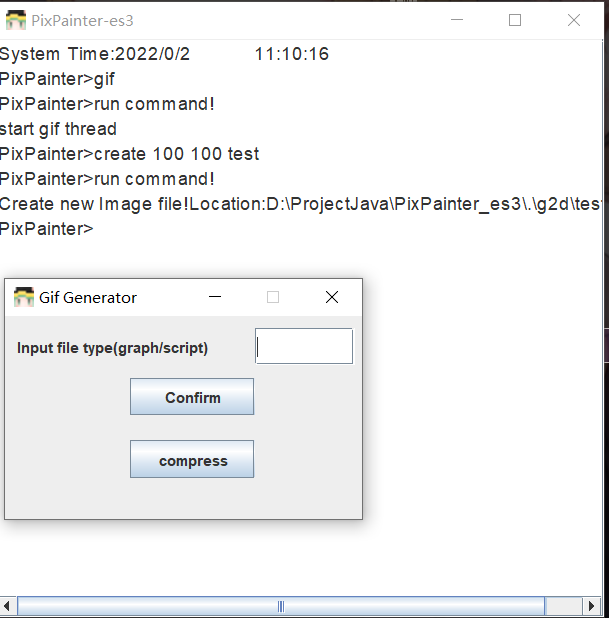 PixPainter-es3
System Time:2022/0/2 11:10:16
PixPainter>gif
PixPainter>run command!
start gif thread
PixPainter>create 100 100 test
PixPainter>run command!
Create new Image file!Location:D:\ProjectJava\PixPainter_es3\.\g2d\tes
PixPainter>
Gif Generator
Input file type(graph/script)
Confirm
compress